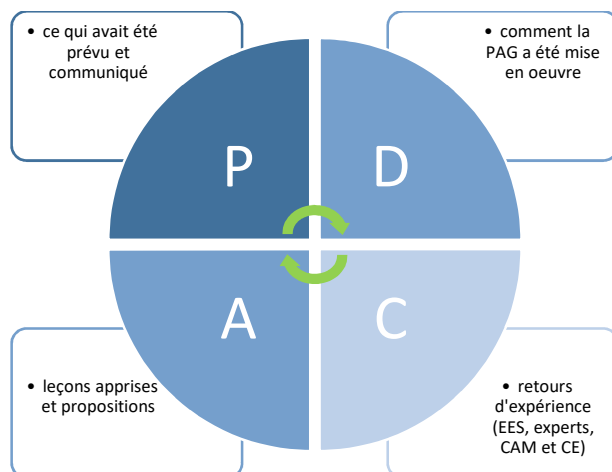 • ce qui avait été
prévu et
communiqué
• comment la
PAG a été mise
en oeuvre
P
D
A
C
• leçons apprises
et propositions
• retours
d'expérience
(EES, experts,
CAM et CE)